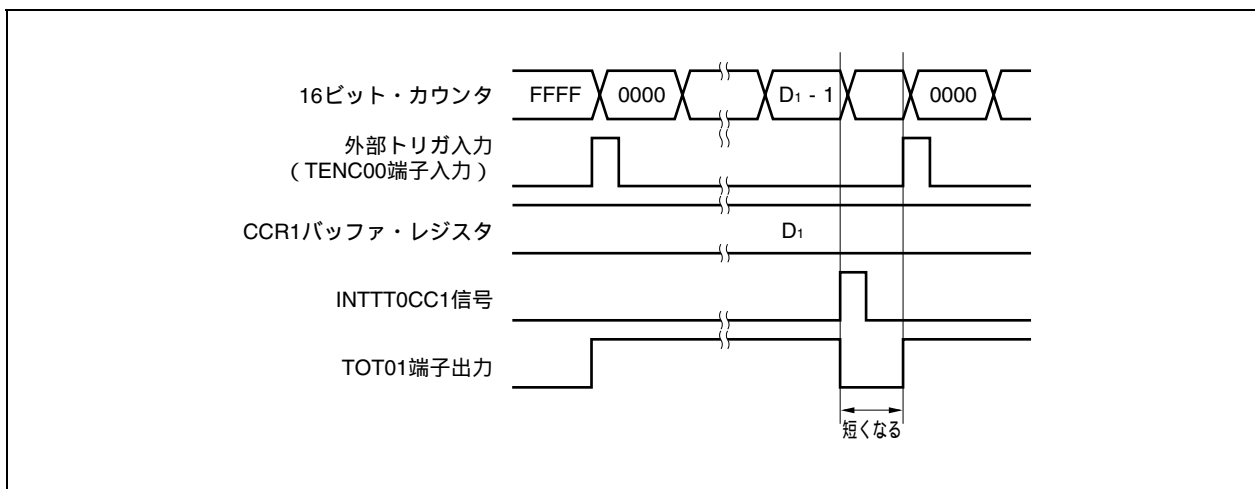 16ビット・カウンタ
FFFF 0000 D1 - 1 0000
外部トリガ入力
（TENC00端子入力）
CCR1バッファ・レジスタ
D1
INTTT0CC1信号
TOT01端子出力
短くなる